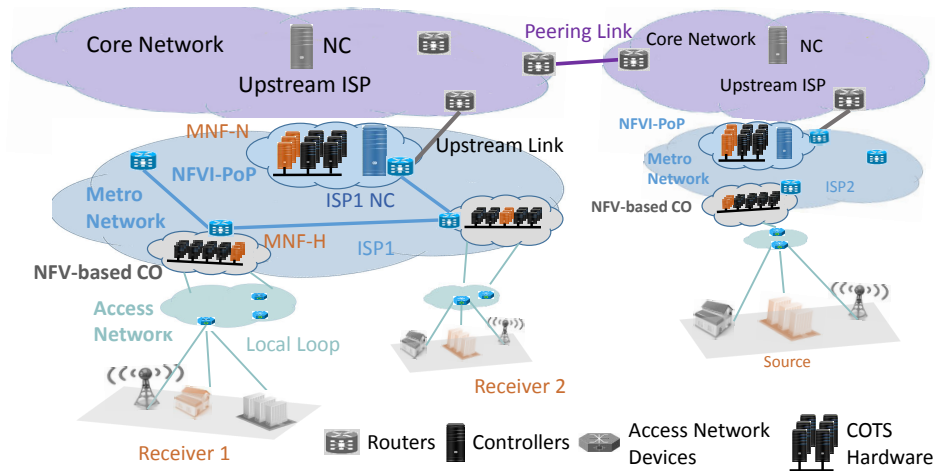 Core Network
NC
Upstream ISP
Peering Link
Core Network
NC
Upstream ISP
MNF-N
NFVI-PoP
ISP1 NC
Upstream Link
Metro
Network
MNF-H
ISP1
NFV-based CO
NFVI-PoP
Metro
Network
ISP2
NFV-based CO
Access
Network
Local Loop
Receiver 1
Receiver 2
Source
Routers
Controllers
Access Network
Devices
COTS
Hardware